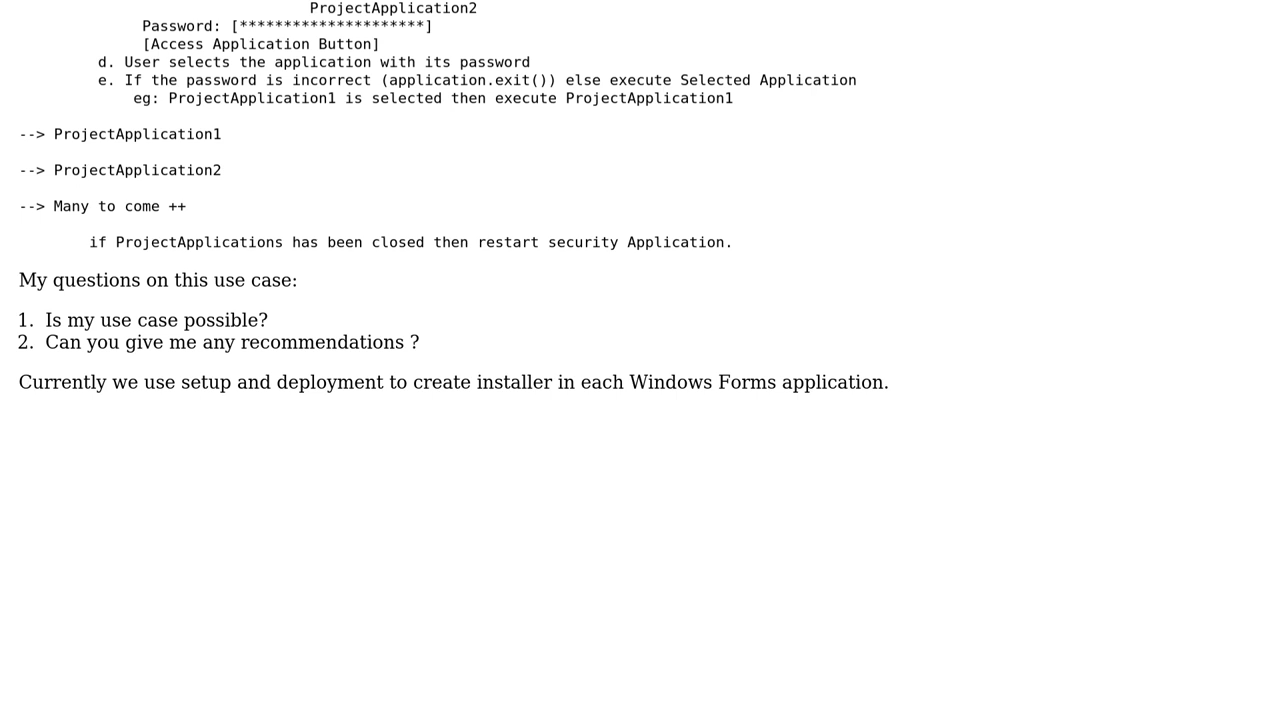 ProjectApplication2
Password: [*********************]
[Access Application Button]
d. User selects the application with its password
e. If the password is incorrect (application.exit()) else execute Selected Application
eg: ProjectApplication1 is selected then execute ProjectApplication1
--> ProjectApplication1
--> ProjectApplication2
--> Many to come ++
if ProjectApplications has been closed then restart security Application.
My questions on this use case:
1. Is my use case possible?
2. Can you give me any recommendations ?
Currently we use setup and deployment to create installer in each Windows Forms application.